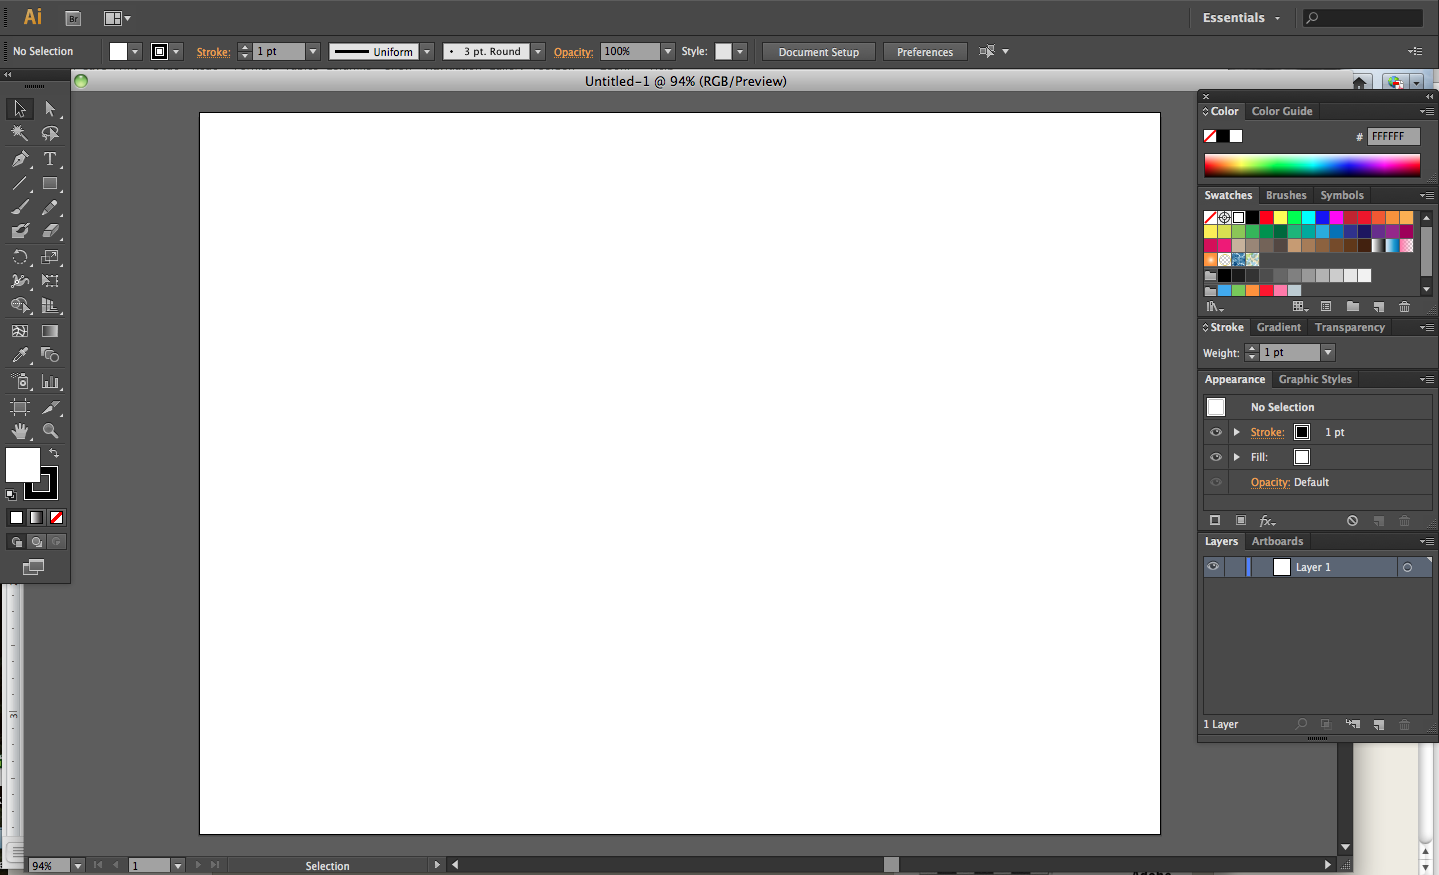 Ai Br Essentials
No Selection Stroke: 1 pt Uniform 3 pt. Round Opacity: 100% Style: Document Setup Preferences
Untitled-1 @ 94% (RGB/Preview)
Color Color Guide
# FFFFFF
Swatches Brushes Symbols
Stroke Gradient Transparency
Weight: 1 pt
Appearance Graphic Styles
No Selection
Stroke: 1 pt
Fill:
Opacity: Default
fx
Layers Artboards
Layer 1
3
1 Layer
94% 1 Selection